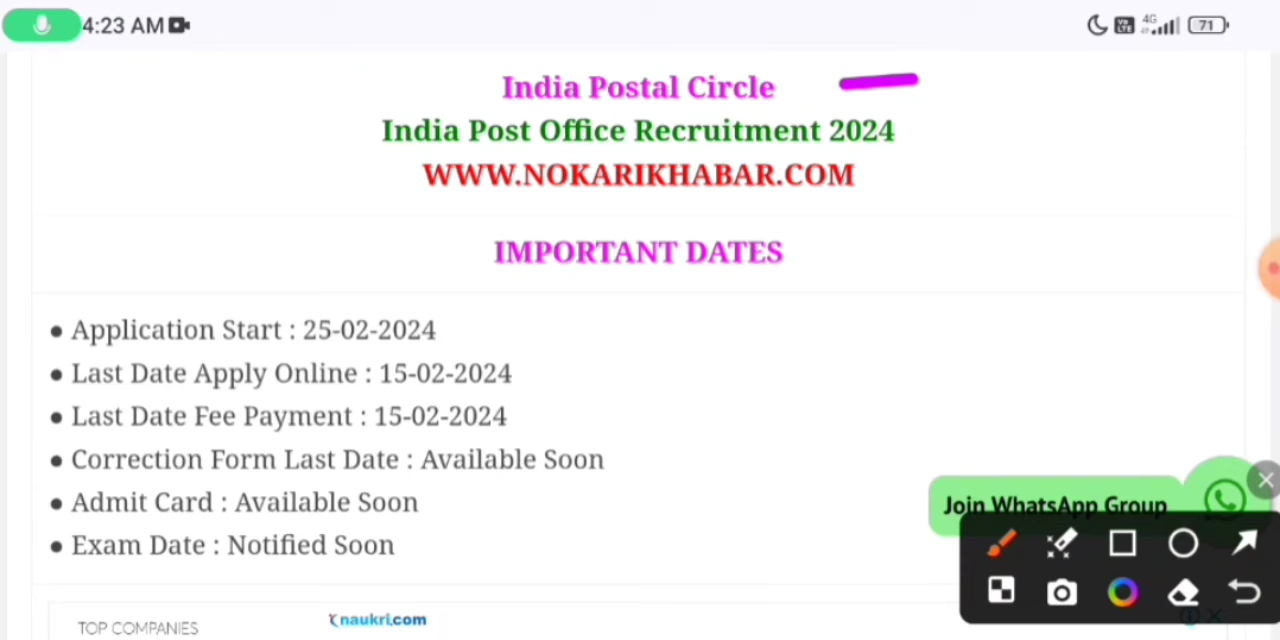 4:23 AM
4G
71
India Postal Circle
India Post Office Recruitment 2024
WWW.NOKARIKHABAR.COM
IMPORTANT DATES
• Application Start : 25-02-2024
• Last Date Apply Online : 15-02-2024
• Last Date Fee Payment : 15-02-2024
• Correction Form Last Date : Available Soon
• Admit Card : Available Soon
• Exam Date : Notified Soon
Join WhatsApp Group
TOP COMPANIES
naukri.com